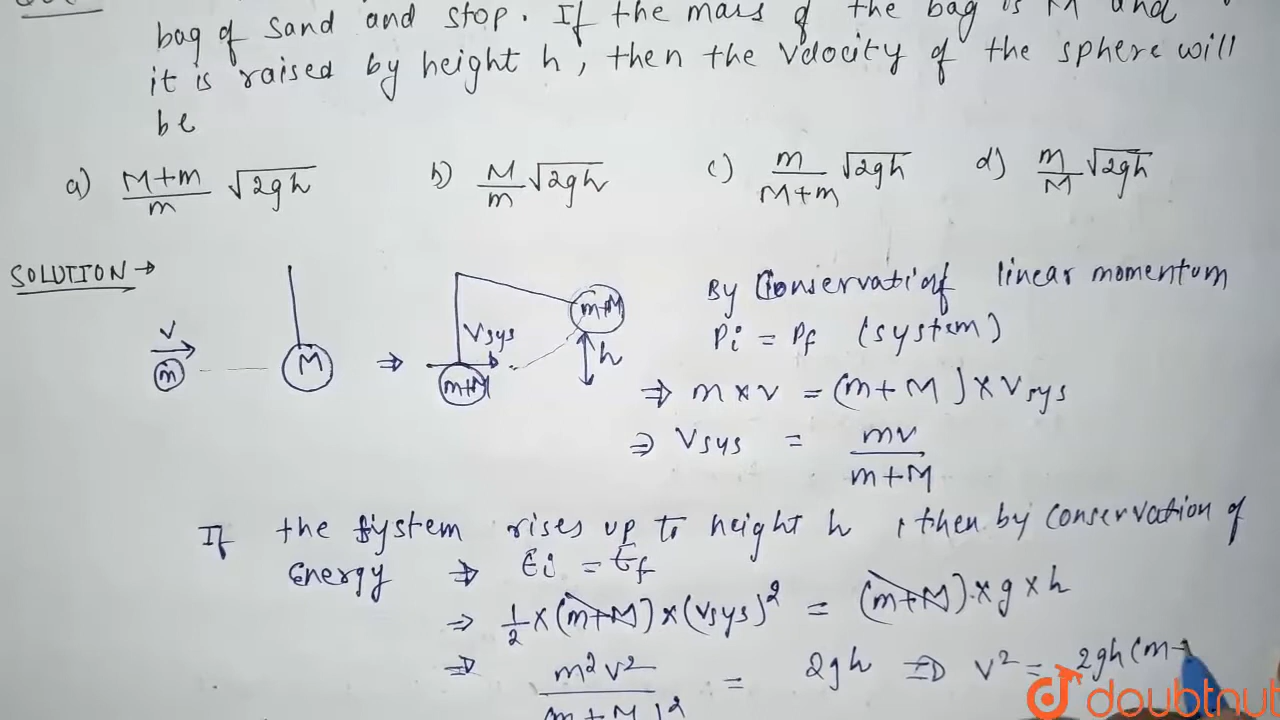 bag of sand and stop. If the mass of the bag is M and
it is raised by height h, then the velocity of the sphere will
be
a) M+m/m √2gh b) M/m √2gh c) m/M+m √2gh d) m/M √2gh
SOLUTION →
V
m
M
⇒
Vsys
m+M
m+M
h
By Conservation of linear momentum
Pi = Pf (system)
⇒ m x v = (m+M) x Vsys
⇒ Vsys = mv/m+M
If the system rises up to height h, then by conservation of
Energy ⇒ Ei = Ef
⇒ 1/2 x (m+M) x (Vsys)² = (m+M) x g x h
⇒ m²v²/(m+M)² = 2gh ⇒ v² = 2gh(m+
doubtnut